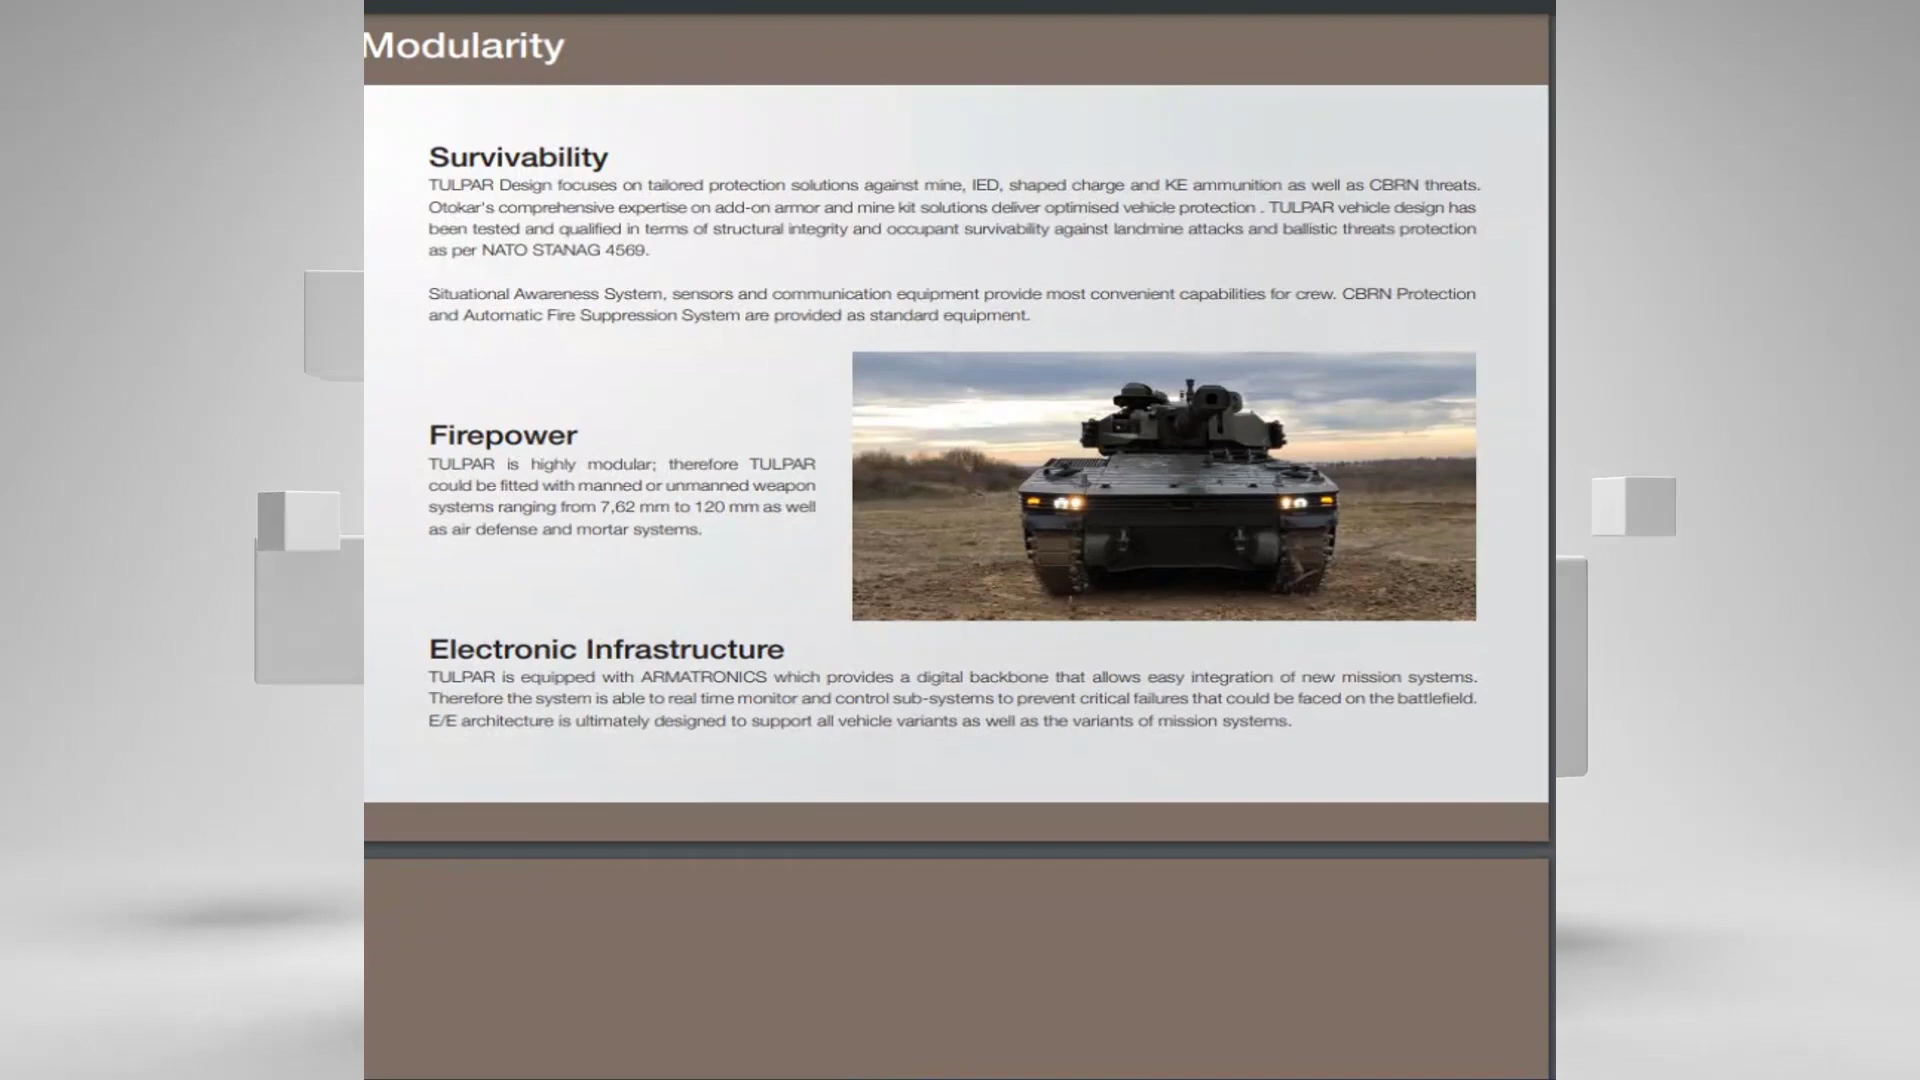 Modularity
Survivability
TULPAR Design focuses on tailored protection solutions against mine, IED, shaped charge and KE ammunition as well as CBRN threats.
Otokar's comprehensive expertise on add-on armor and mine kit solutions deliver optimised vehicle protection . TULPAR vehicle design has
been tested and qualified in terms of structural integrity and occupant survivability against landmine attacks and ballistic threats protection
as per NATO STANAG 4569.
Situational Awareness System, sensors and communication equipment provide most convenient capabilities for crew. CBRN Protection
and Automatic Fire Suppression System are provided as standard equipment.
Firepower
TULPAR is highly modular; therefore TULPAR
could be fitted with manned or unmanned weapon
systems ranging from 7,62 mm to 120 mm as well
as air defense and mortar systems.
Electronic Infrastructure
TULPAR is equipped with ARMATRONICS which provides a digital backbone that allows easy integration of new mission systems.
Therefore the system is able to real time monitor and control sub-systems to prevent critical failures that could be faced on the battlefield.
E/E architecture is ultimately designed to support all vehicle variants as well as the variants of mission systems.